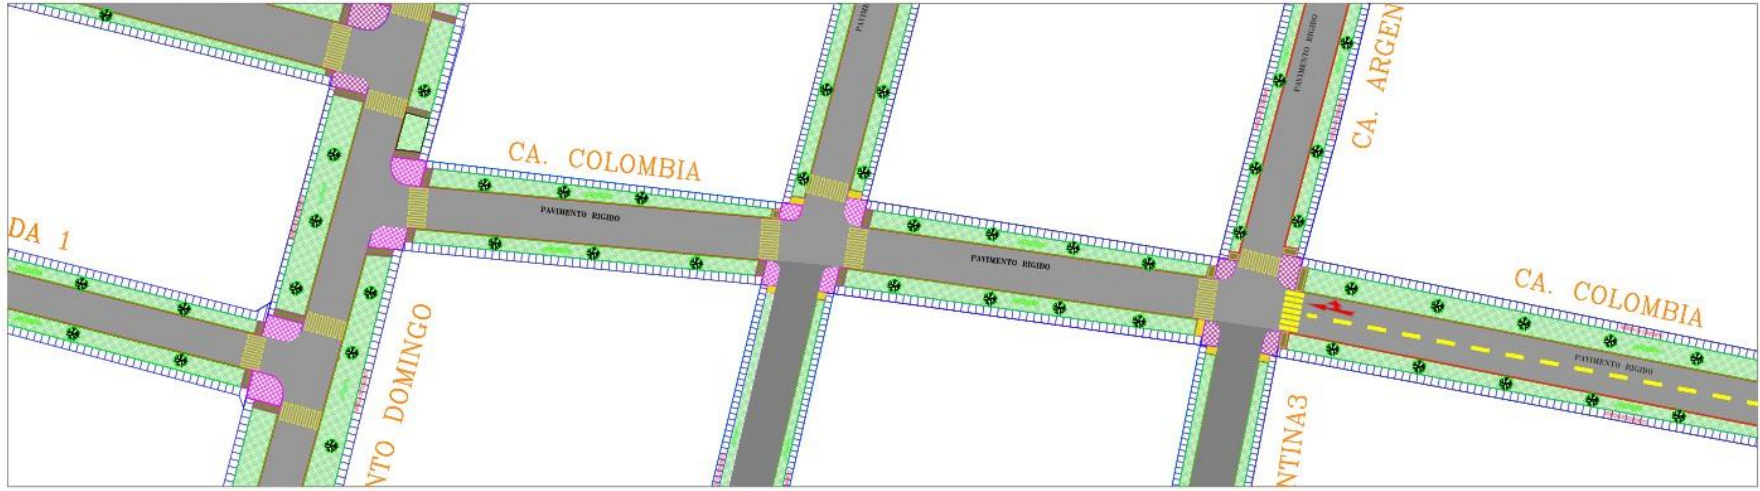 PAVIM
PAVIMENTO RIGIDO
CA. ARGEN
CA. COLOMBIA
PAVIMENTO RIGIDO
DA 1
PAVIMENTO RIGIDO
CA. COLOMBIA
NTO DOMINGO
PAVIMENTO RIGIDO
NTINA3